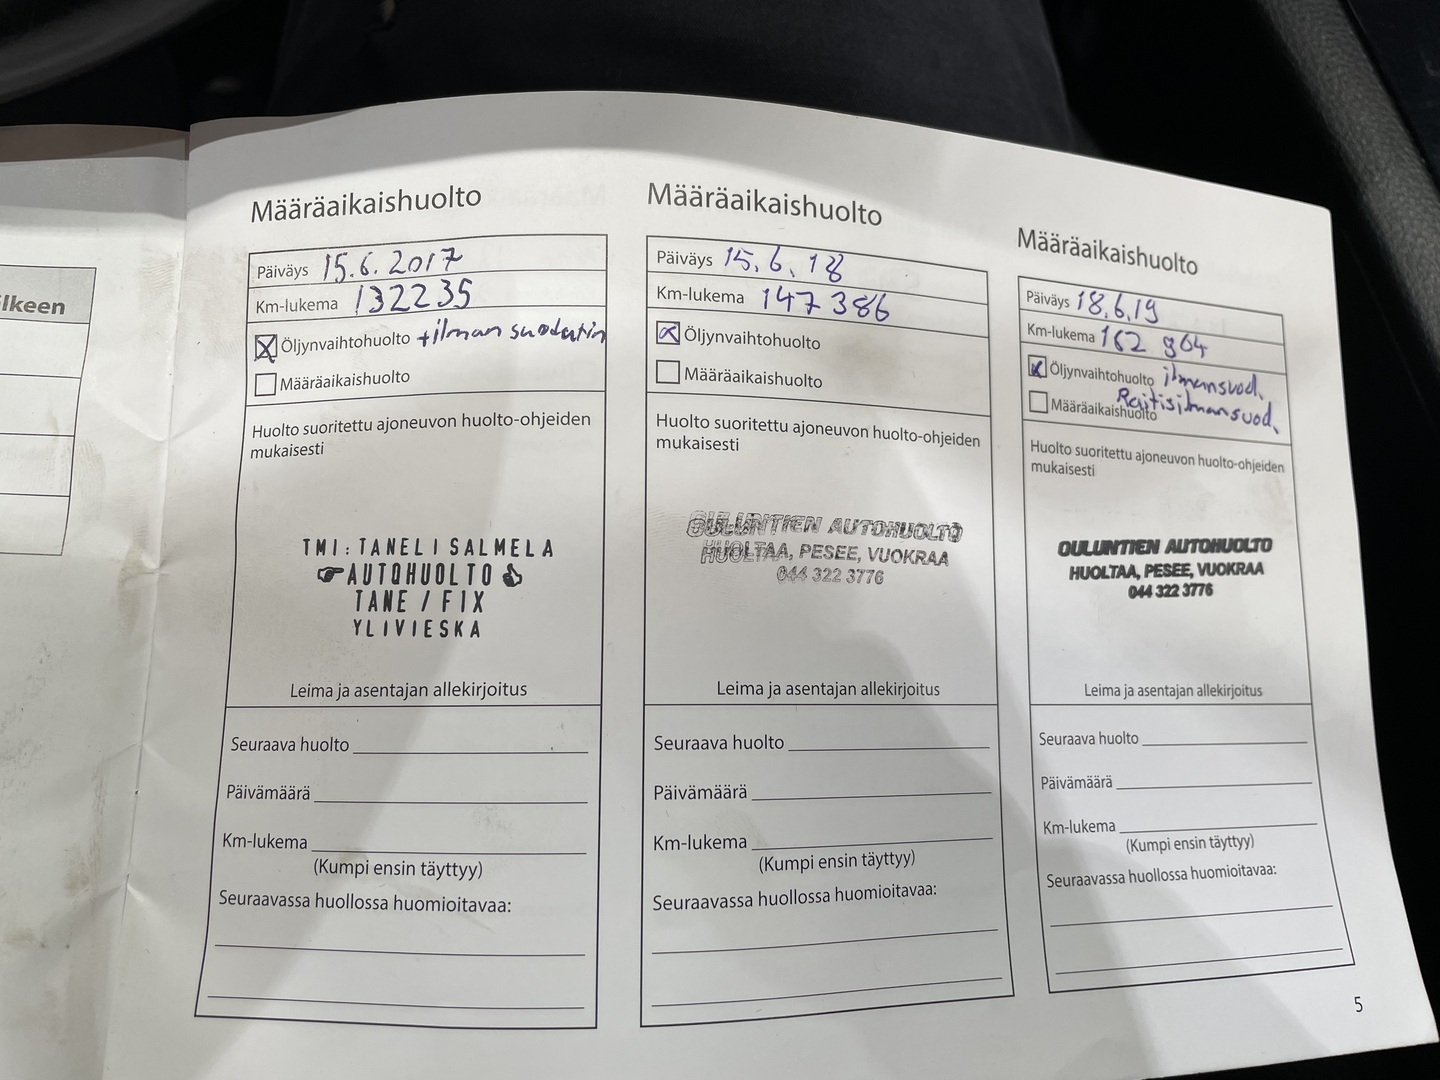 lkeen
Määräaikaishuolto
Päiväys 15.6.2017
Km-lukema 132235
Öljynvaihtohuolto +ilman suodatin
Määräaikaishuolto
Huolto suoritettu ajoneuvon huolto-ohjeiden
mukaisesti
TMI: TANELI SALMELA
AUTOHUOLTO
TANE / FIX
YLIVIESKA
Leima ja asentajan allekirjoitus
Seuraava huolto
Päivämäärä
Km-lukema
(Kumpi ensin täyttyy)
Seuraavassa huollossa huomioitavaa:
Määräaikaishuolto
Päiväys 15.6.18
Km-lukema 147386
Öljynvaihtohuolto
Määräaikaishuolto
Huolto suoritettu ajoneuvon huolto-ohjeiden
mukaisesti
OULUNTIEN AUTOHUOLTO
HUOLTAA, PESEE, VUOKRAA
044 322 3776
Leima ja asentajan allekirjoitus
Seuraava huolto
Päivämäärä
Km-lukema
(Kumpi ensin täyttyy)
Seuraavassa huollossa huomioitavaa:
Määräaikaishuolto
Päiväys 18.6.19
Km-lukema 162 964
Öljynvaihtohuolto ilmansuod.
Määräaikaishuolto Raitisilmansuod.
Huolto suoritettu ajoneuvon huolto-ohjeiden
mukaisesti
OULUNTIEN AUTOHUOLTO
HUOLTAA, PESEE, VUOKRAA
044 322 3776
Leima ja asentajan allekirjoitus
Seuraava huolto
Päivämäärä
Km-lukema
(Kumpi ensin täyttyy)
Seuraavassa huollossa huomioitavaa:
5